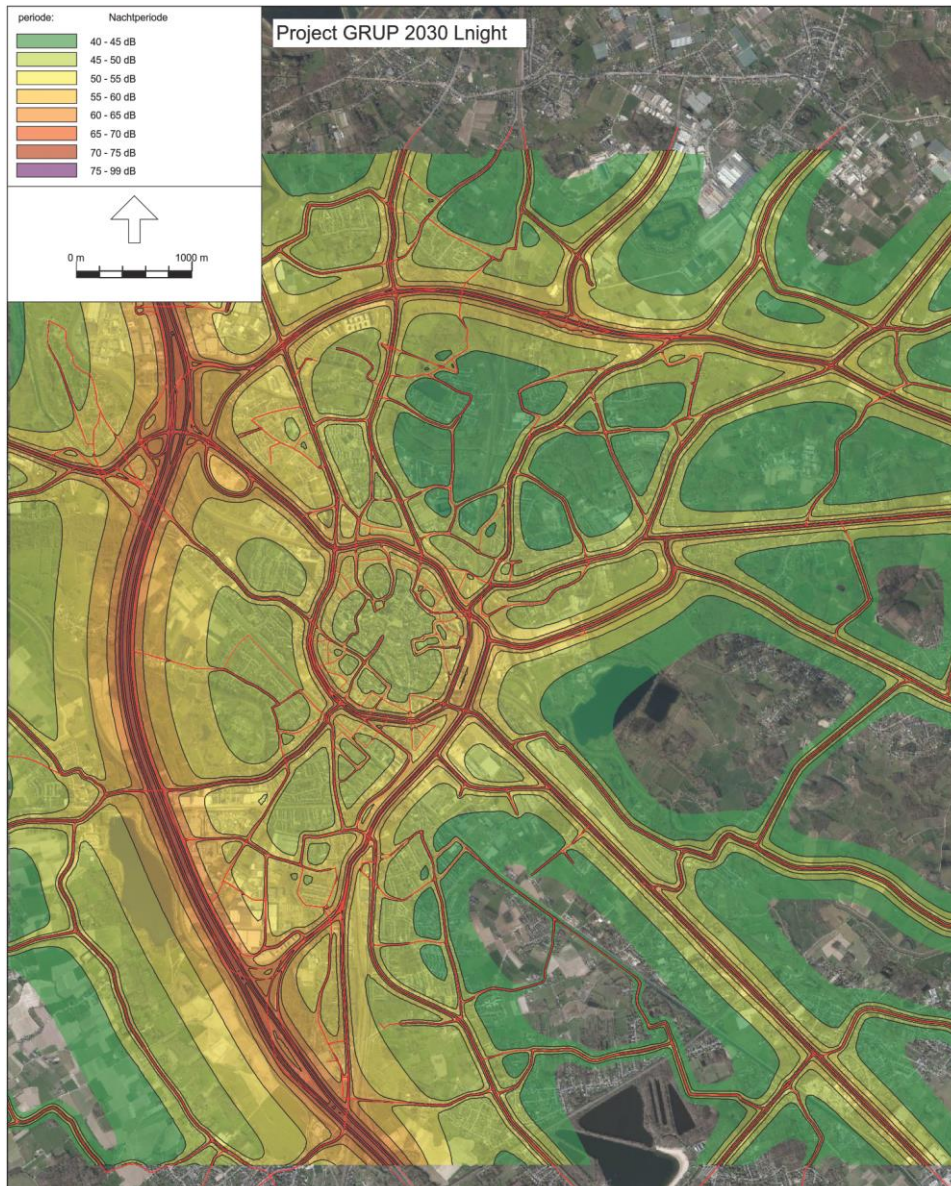 periode: Nachtperiode
40 - 45 dB
45 - 50 dB
50 - 55 dB
55 - 60 dB
60 - 65 dB
65 - 70 dB
70 - 75 dB
75 - 99 dB
Project GRUP 2030 Lnight
0 m 1000 m